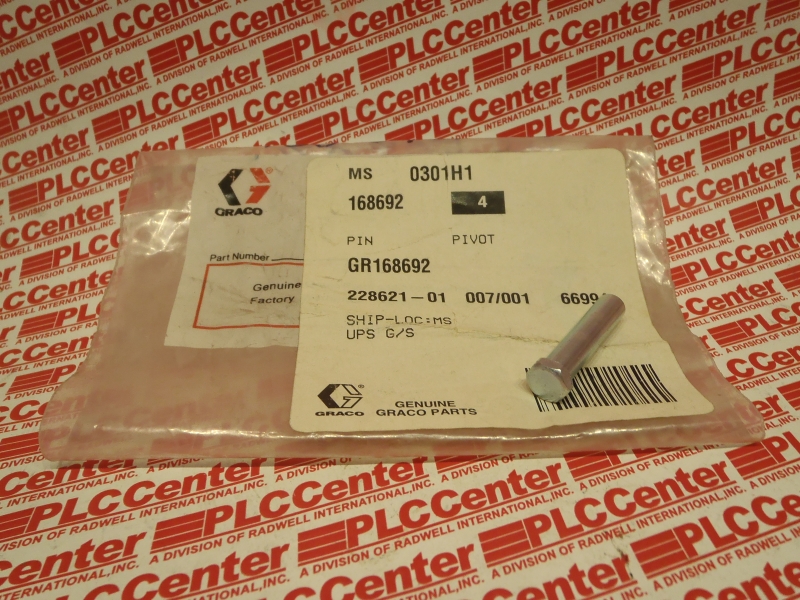 PLCCenter
A DIVISION OF RADWELL INTERNATIONAL, INC.
GRACO
Part Number
Genuine
Factory
MS 0301H1
168692 4
PIN PIVOT
GR168692
228621-01 007/001 6699
SHIP-LOC:MS
UPS G/S
GRACO
GENUINE
GRACO PARTS